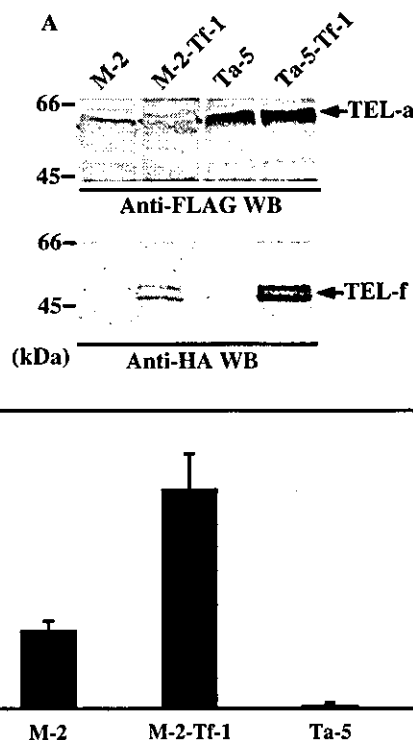 A
M-2 M-2-Tf-1 Ta-5 Ta-5-Tf-1
66-
TEL-a
45-
Anti-FLAG WB
66-
45-
TEL-f
(kDa)
Anti-HA WB
M-2 M-2-Tf-1 Ta-5